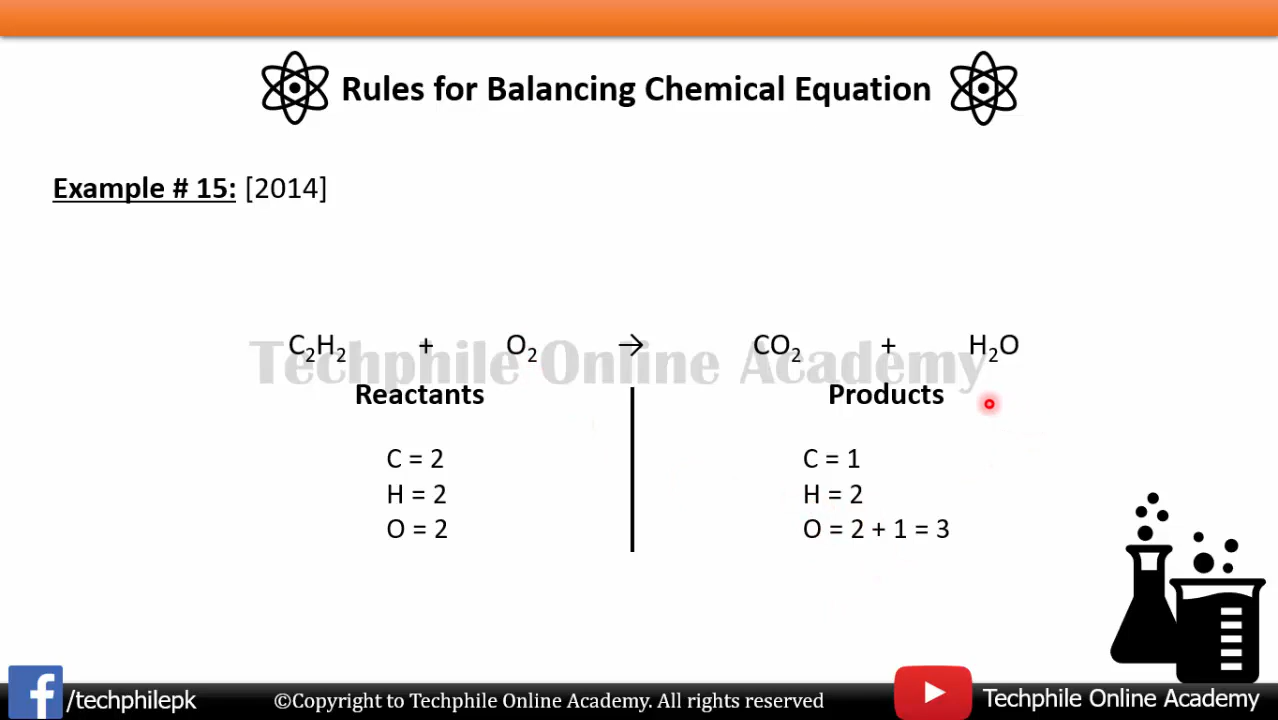 Rules for Balancing Chemical Equation
Example # 15: [2014]
C₂H₂ + O₂ → CO₂ + H₂O
Techphile Online Academy
Reactants Products
C = 2 C = 1
H = 2 H = 2
O = 2 O = 2 + 1 = 3
f /techphilepk ©Copyright to Techphile Online Academy. All rights reserved Techphile Online Academy